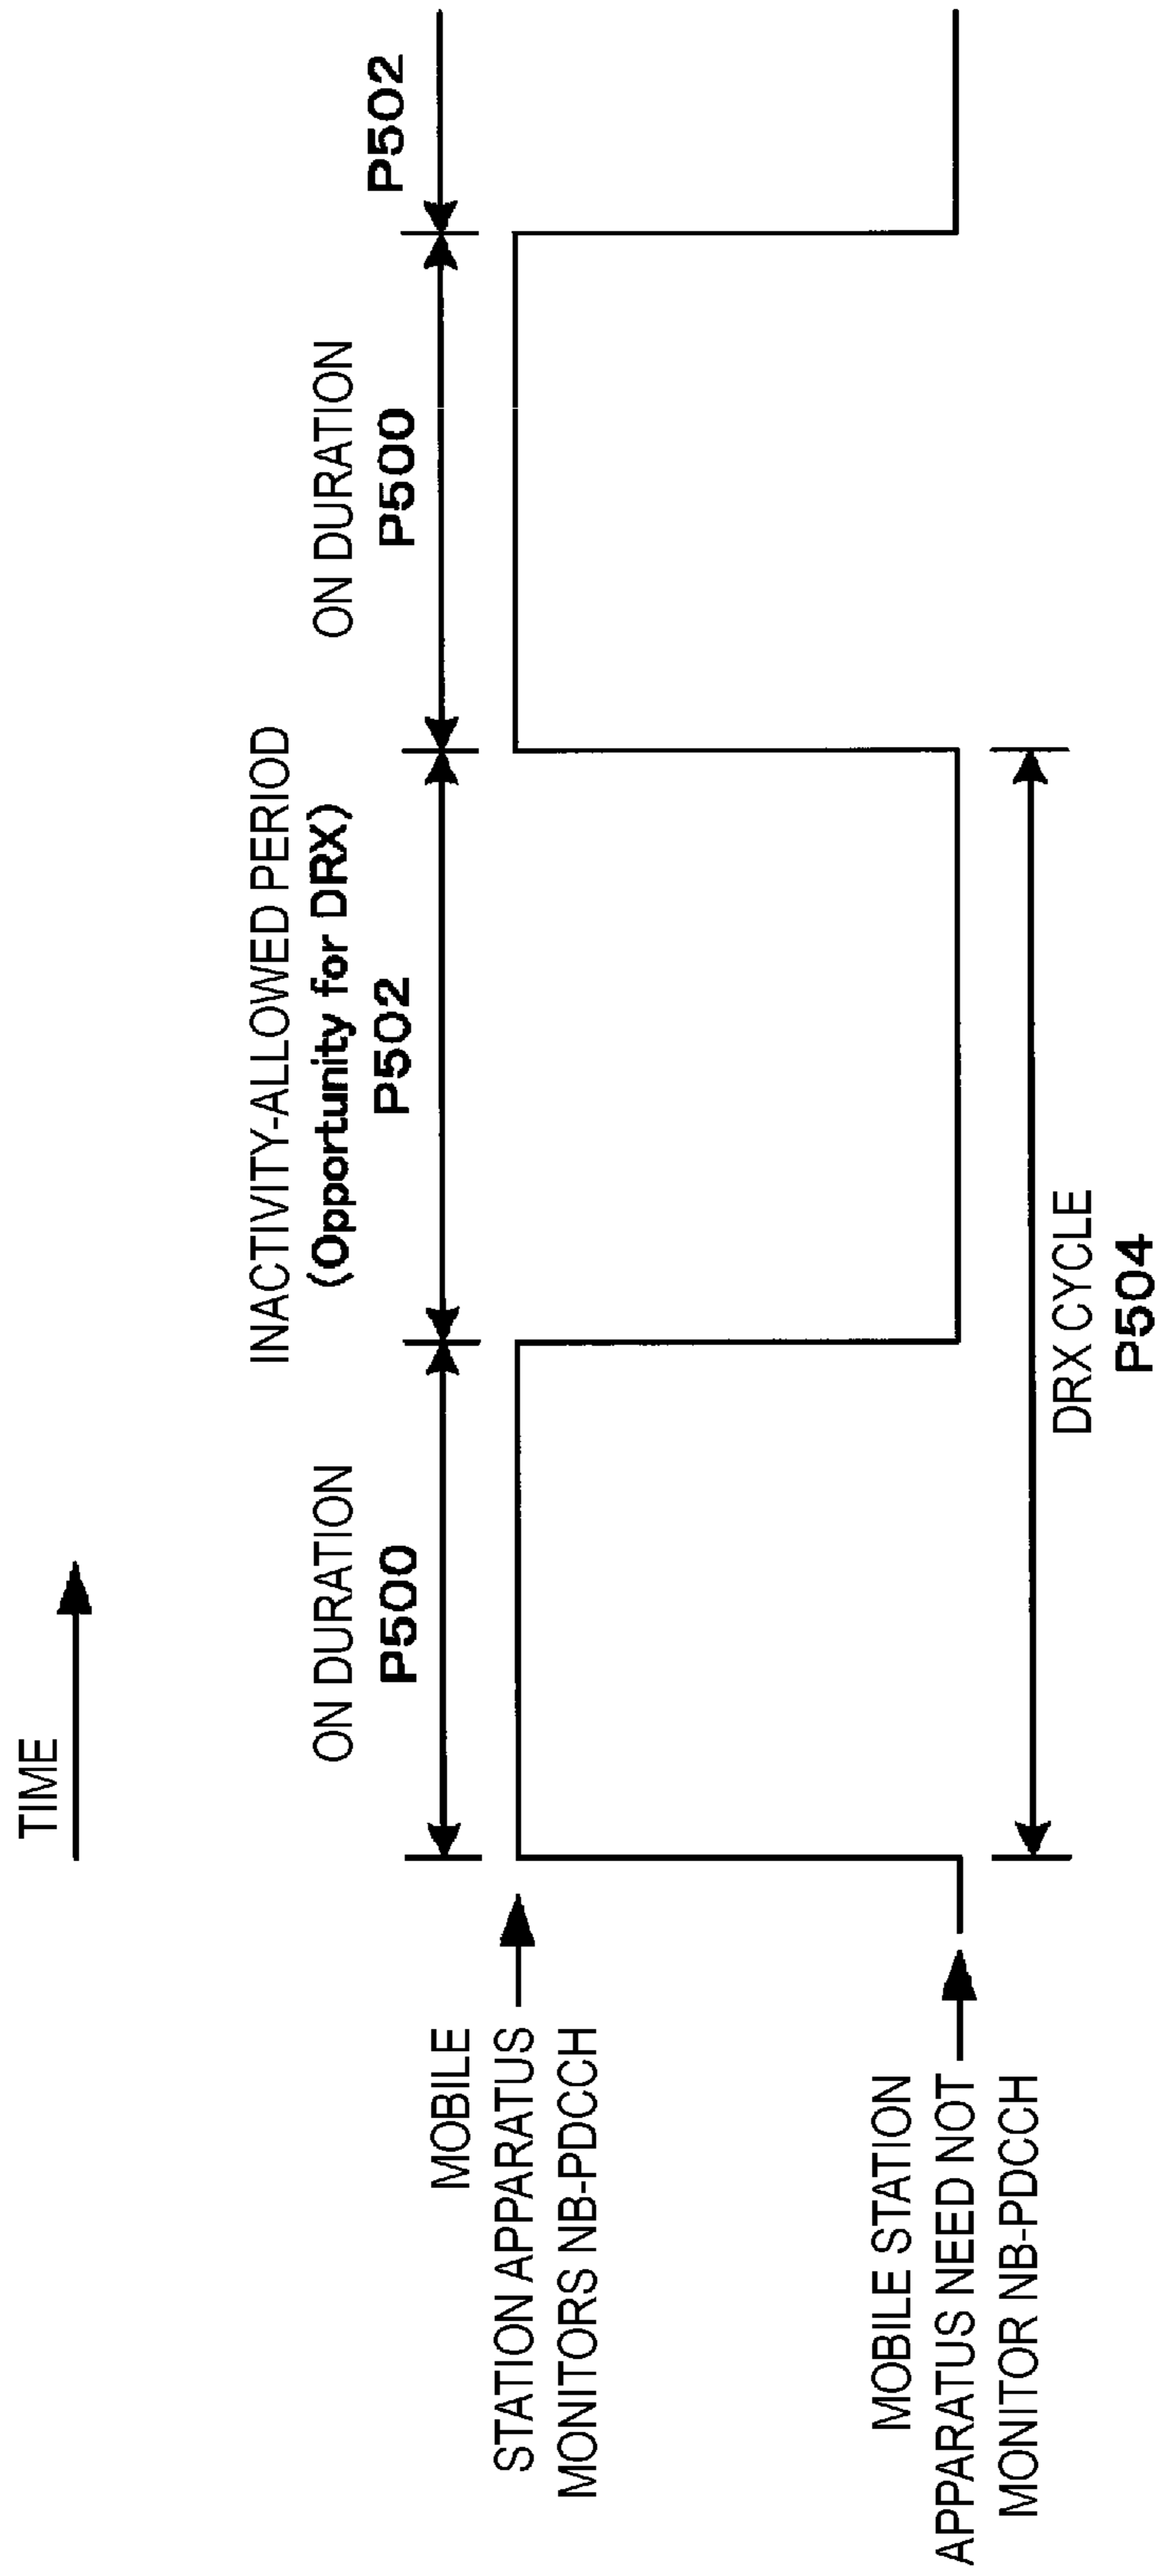 TIME
INACTIVITY-ALLOWED PERIOD
(Opportunity for DRX)
ON DURATION
P500
P502
ON DURATION
P500
P502
MOBILE
STATION APPARATUS
MONITORS NB-PDCCH
MOBILE STATION
APPARATUS NEED NOT
MONITOR NB-PDCCH
DRX CYCLE
P504